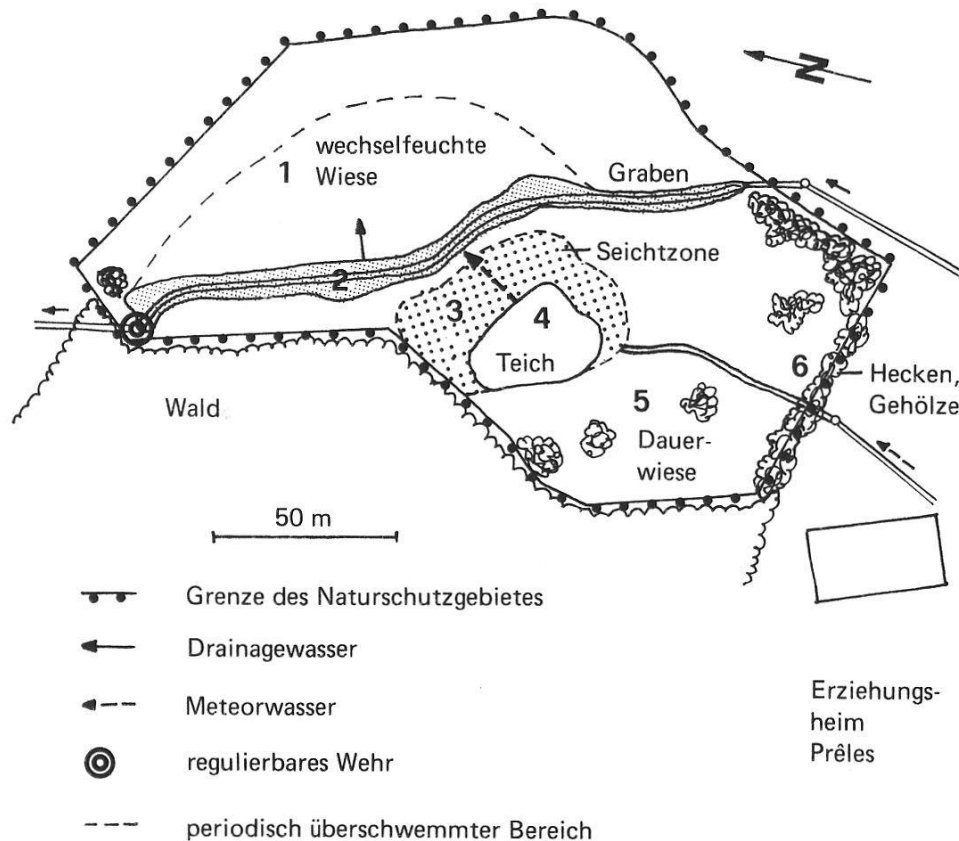 N
1
wechselfeuchte
Wiese
Graben
2
Seichtzone
3
4
Teich
5
6
Hecken,
Gehölze
Wald
Dauer-
wiese
50 m
Grenze des Naturschutzgebietes
Drainagewasser
Meteorwasser
regulierbares Wehr
periodisch überschwemmter Bereich
Erziehungs-
heim
Prêles